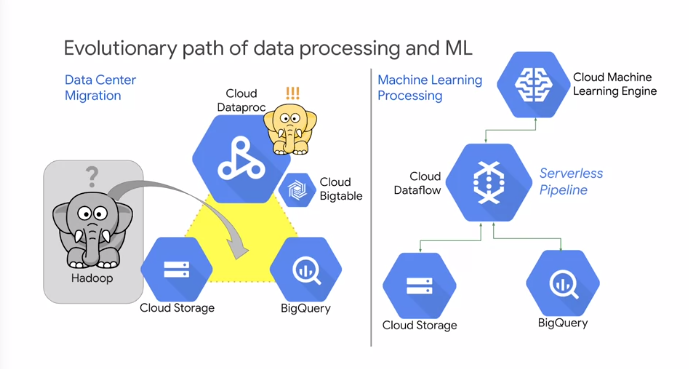 Evolutionary path of data processing and ML
Data Center
Migration
Cloud
Dataproc
!!!
Cloud
Bigtable
?
Hadoop
Cloud Storage
BigQuery
Machine Learning
Processing
Cloud Machine
Learning Engine
Cloud
Dataflow
Serverless
Pipeline
Cloud Storage
BigQuery